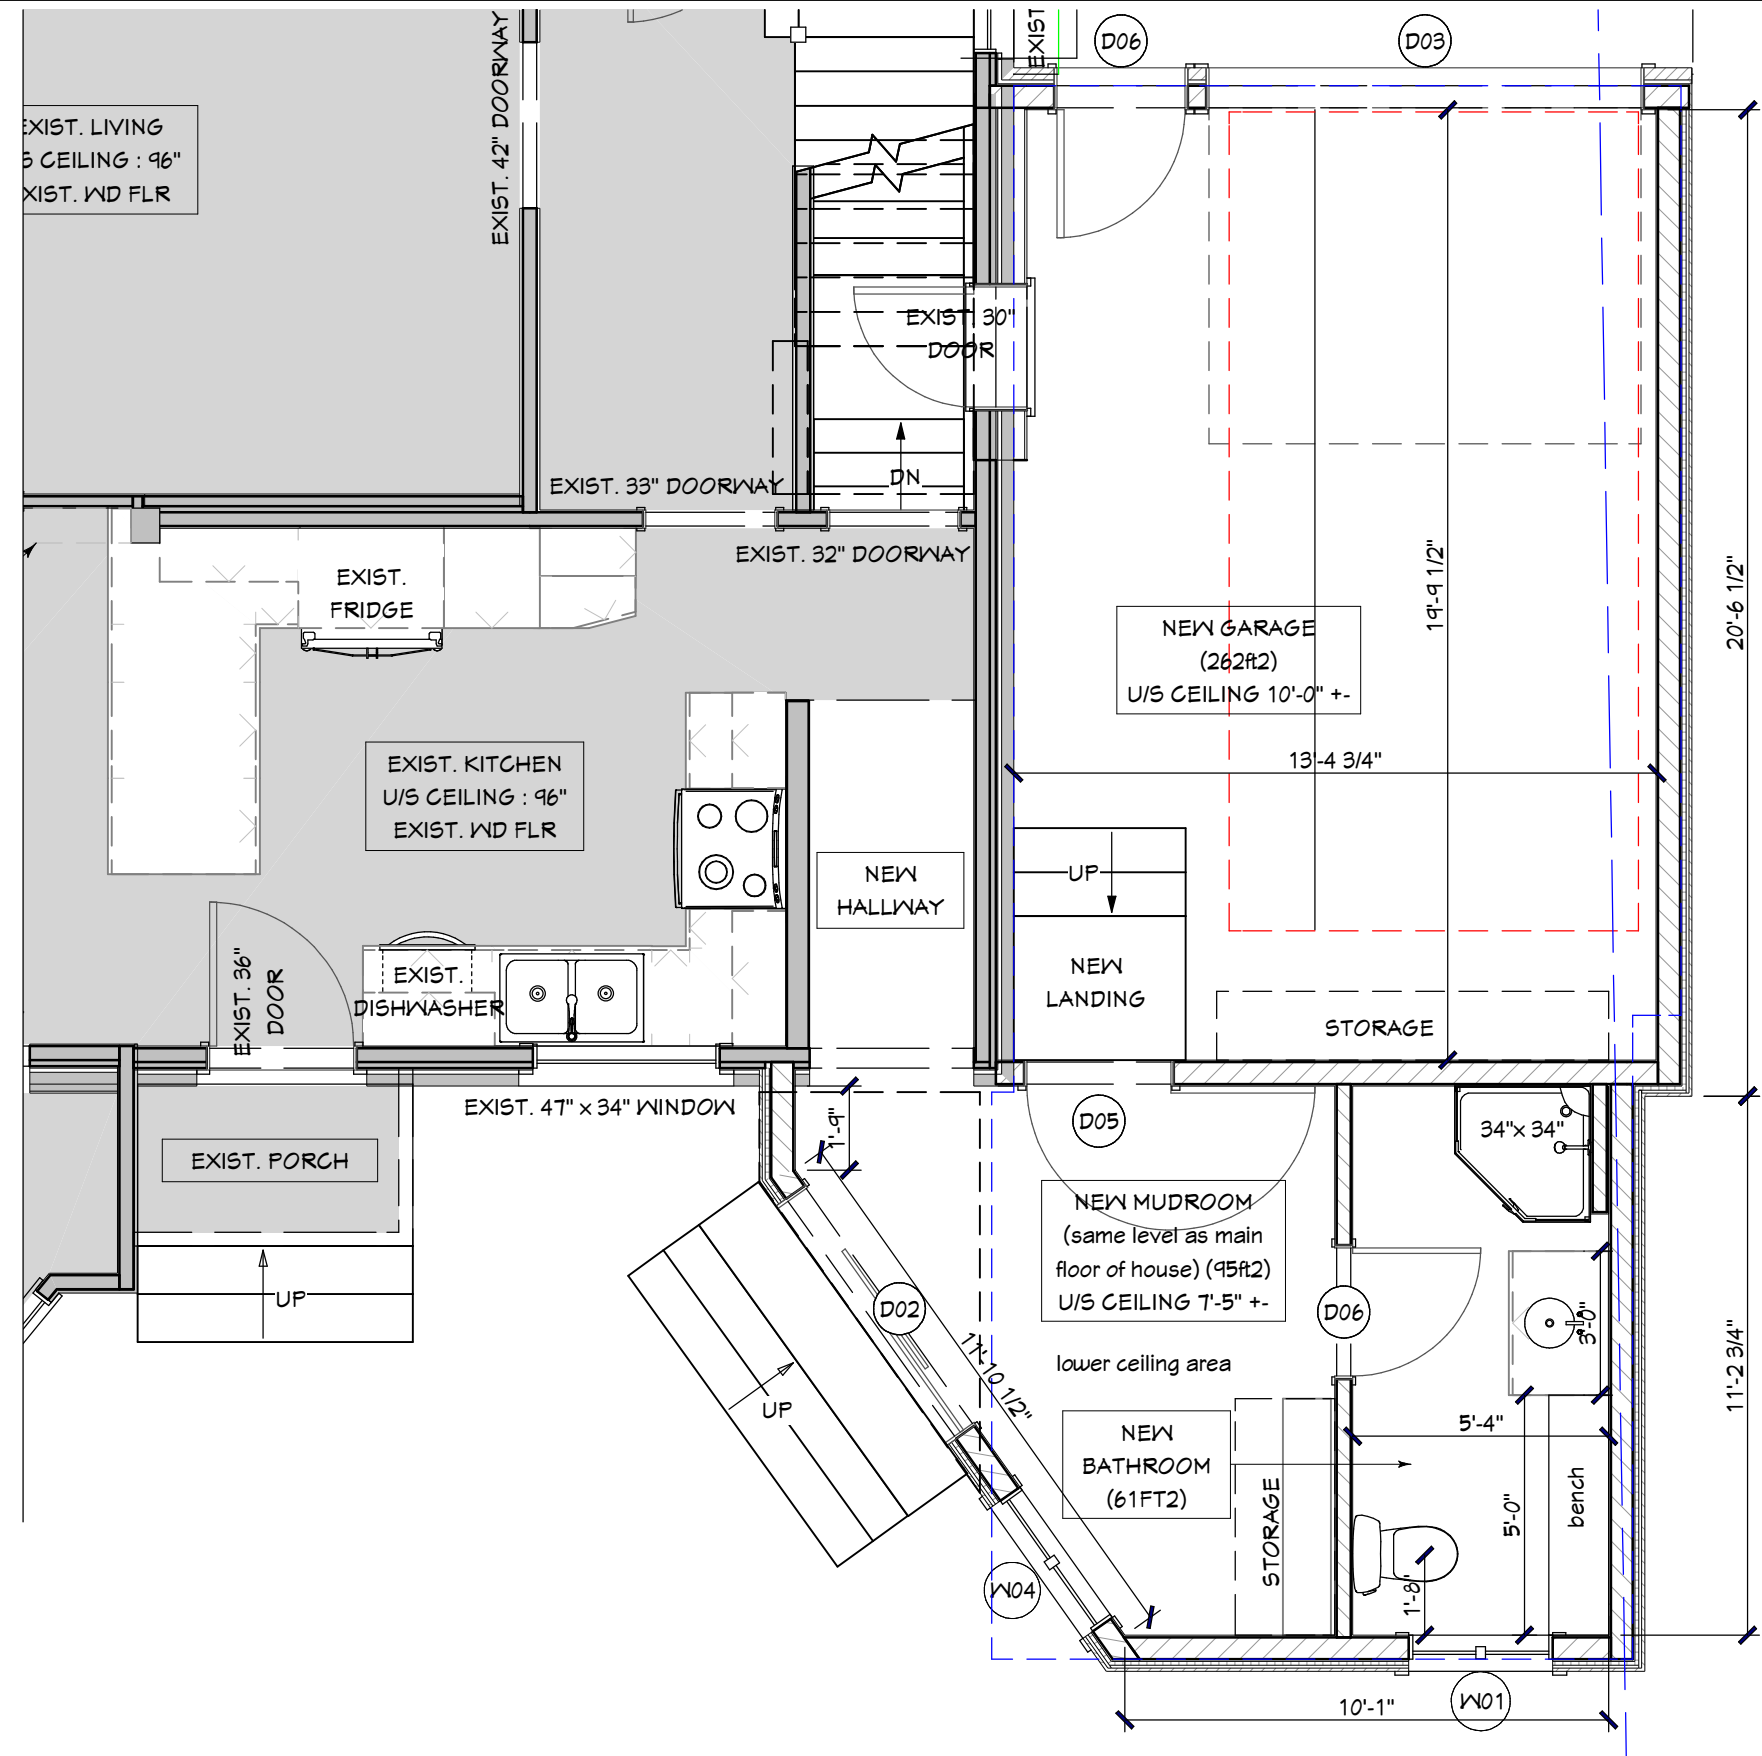 EXIST. 42" DOORWAY
EXIST
D06
D03
EXIST. LIVING
S CEILING : 96"
XIST. WD FLR
EXIST. 30"
DOOR
DN
EXIST. 33" DOORWAY
EXIST. 32" DOORWAY
EXIST.
FRIDGE
19'-9 1/2"
20'-6 1/2"
NEW GARAGE
(262ft2)
U/S CEILING 10'-0" +-
13'-4 3/4"
EXIST. KITCHEN
U/S CEILING : 96"
EXIST. WD FLR
NEW
HALLWAY
UP
NEW
LANDING
STORAGE
EXIST. 36"
DOOR
EXIST.
DISHWASHER
EXIST. 47" x 34" WINDOW
1'-9"
D05
34"x 34"
EXIST. PORCH
UP
NEW MUDROOM
(same level as main
floor of house) (95ft2)
U/S CEILING 7'-5" +-
D02
D06
3'-0"
11'-2 3/4"
lower ceiling area
11'-10 1/2"
UP
NEW
BATHROOM
(61FT2)
5'-4"
STORAGE
5'-0"
bench
1'-8"
W04
10'-1"
W01